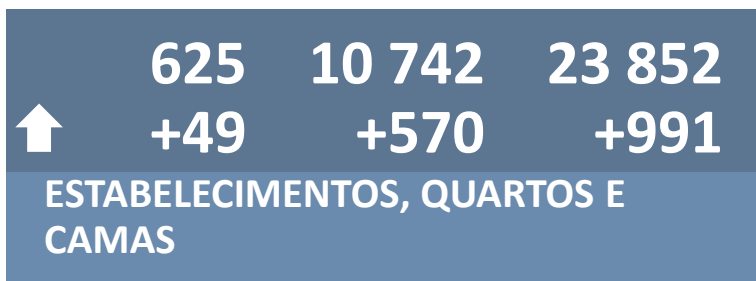 625 10 742 23 852
+49 +570 +991
ESTABELECIMENTOS, QUARTOS E
CAMAS